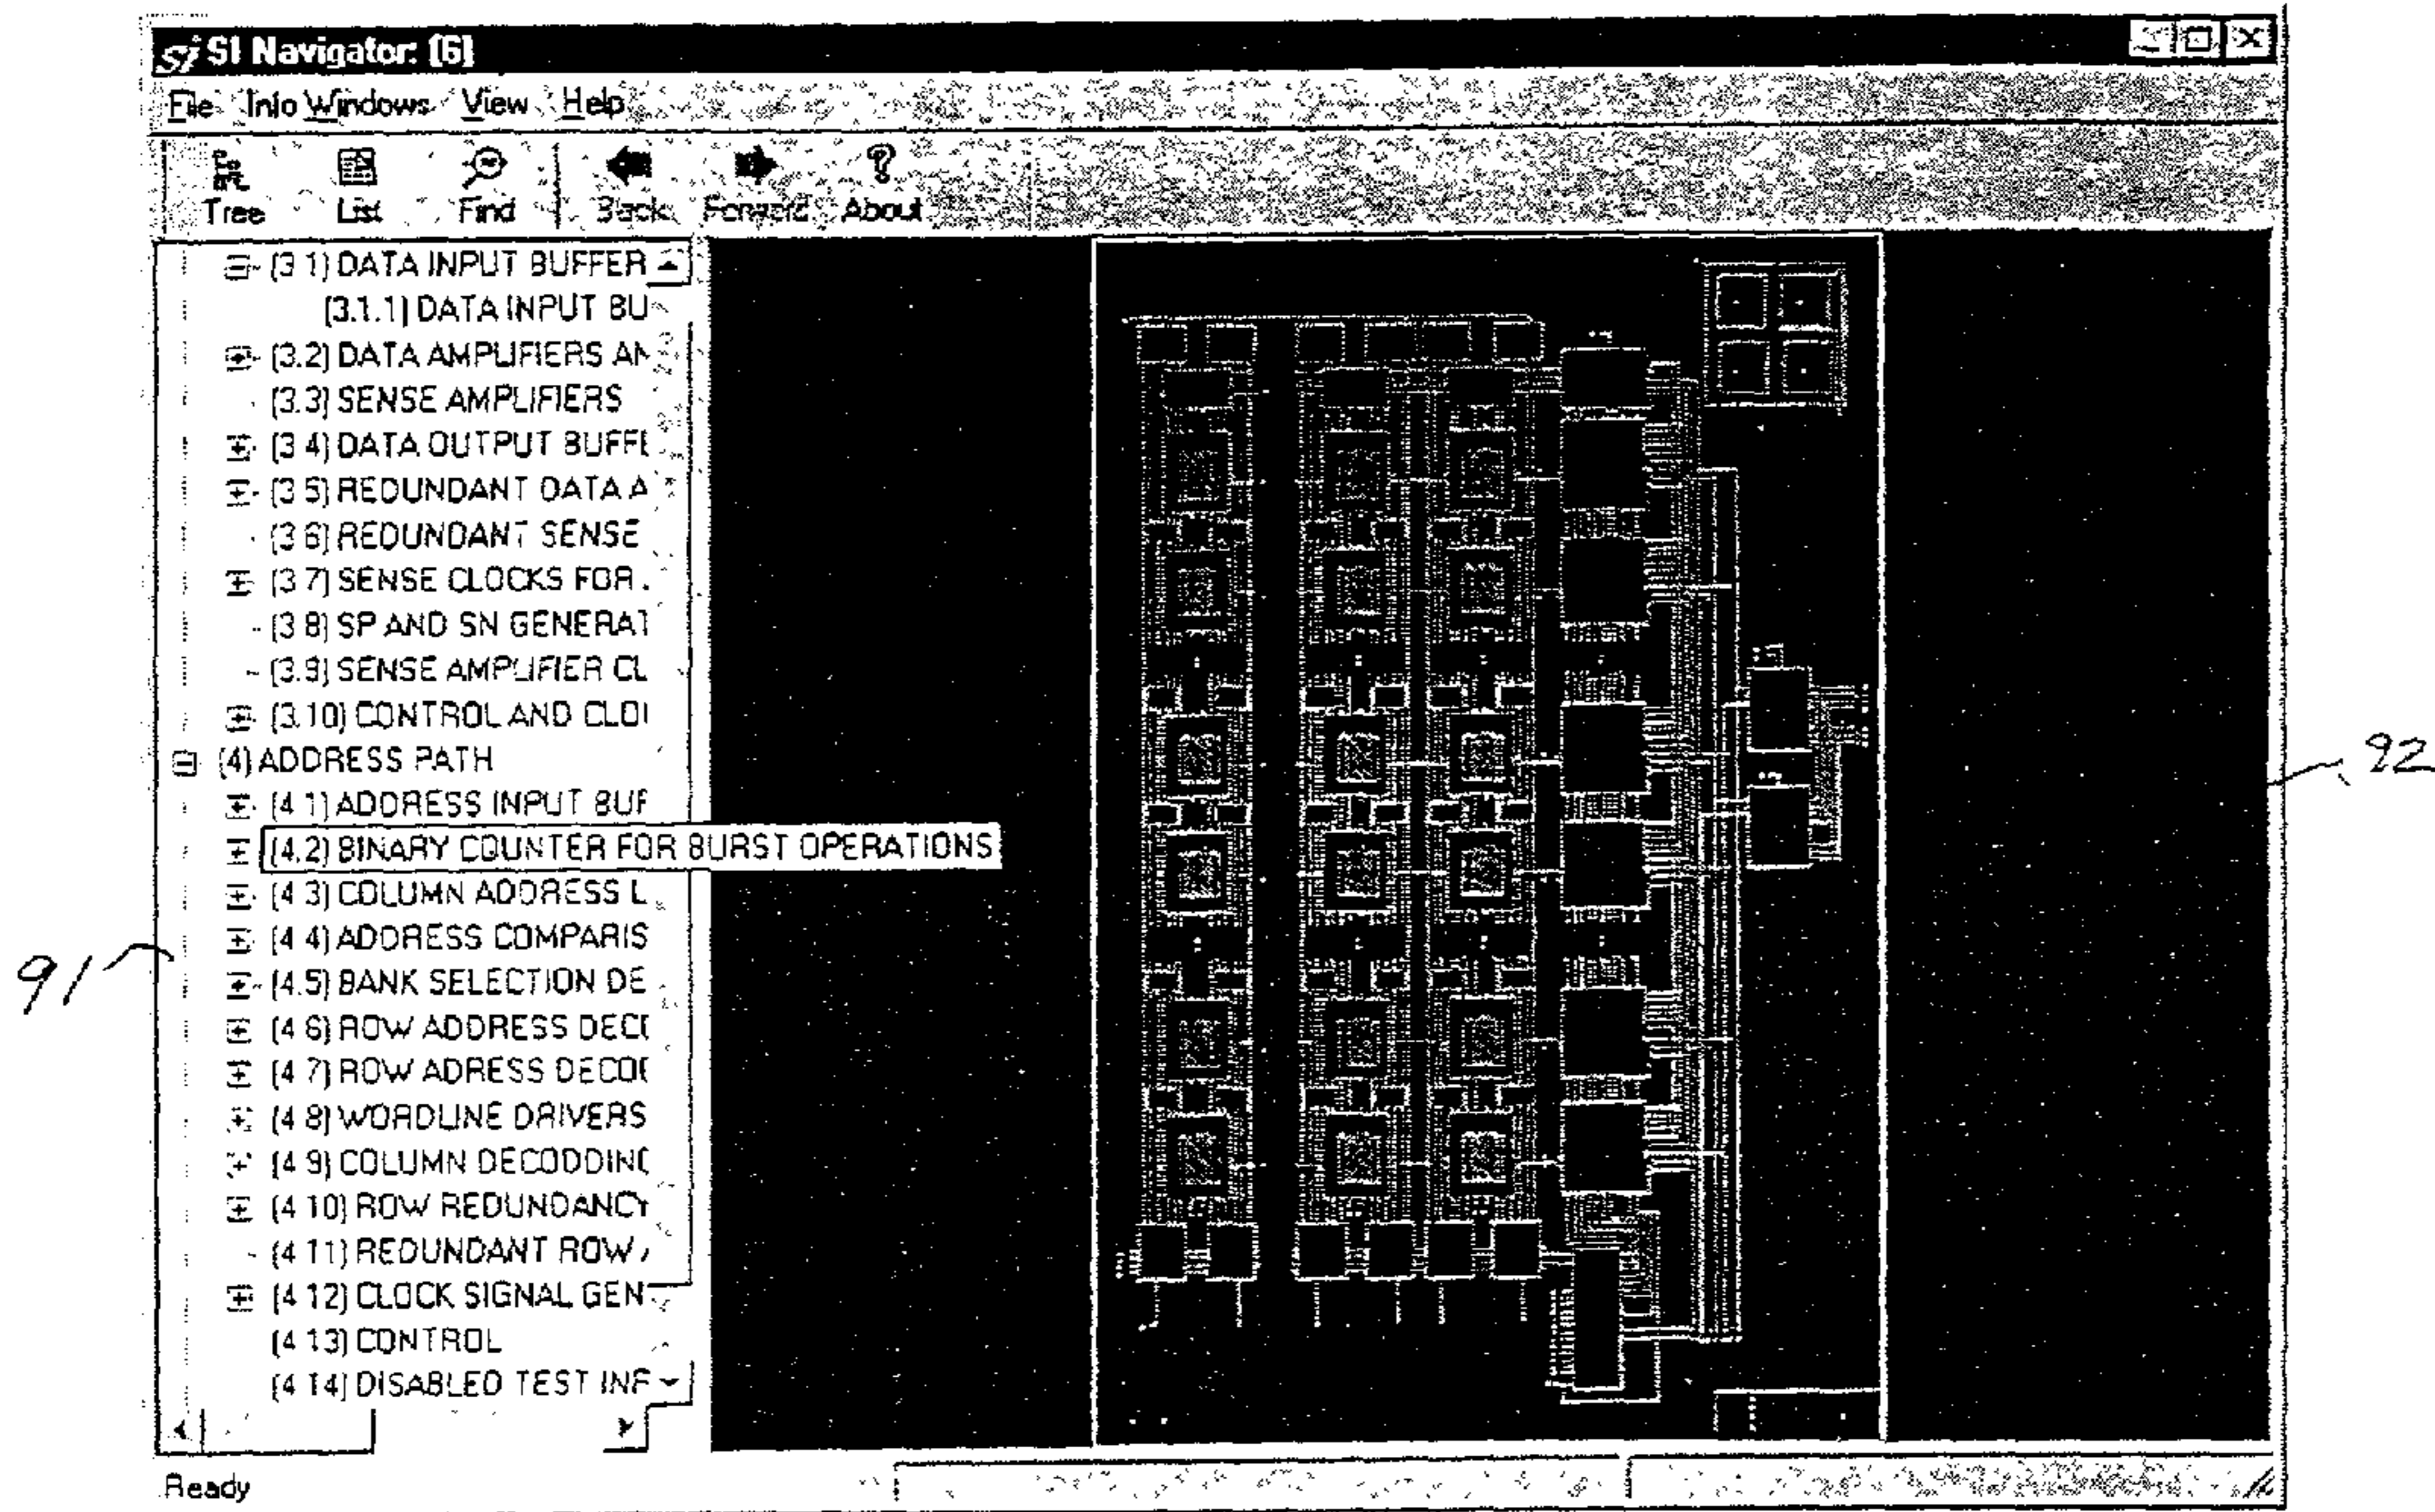 Si SI Navigator: [6]
File Info Windows View Help
Tree List Find Back Forward ? About
(3 1) DATA INPUT BUFFER
(3.1.1) DATA INPUT BU
(3.2) DATA AMPLIFIERS AN
(3.3) SENSE AMPLIFIERS
(3 4) DATA OUTPUT BUFFE
(3 5) REDUNDANT DATA A
(3 6) REDUNDANT SENSE
(3 7) SENSE CLOCKS FOR
(3 8) SP AND SN GENERAT
(3.9) SENSE AMPLIFIER CL
(3.10) CONTROL AND CLO
(4) ADDRESS PATH
(4 1) ADDRESS INPUT BUF
(4.2) BINARY COUNTER FOR BURST OPERATIONS
(4 3) COLUMN ADDRESS L
(4 4) ADDRESS COMPARIS
(4.5) BANK SELECTION DE
(4 6) ROW ADDRESS DEC
(4 7) ROW ADRESS DECO
(4 8) WORDLINE DRIVERS
(4 9) COLUMN DECODDING
(4 10) ROW REDUNDANCY
(4 11) REDUNDANT ROW
(4 12) CLOCK SIGNAL GEN
(4 13) CONTROL
(4 14) DISABLED TEST INP
Ready
91
92